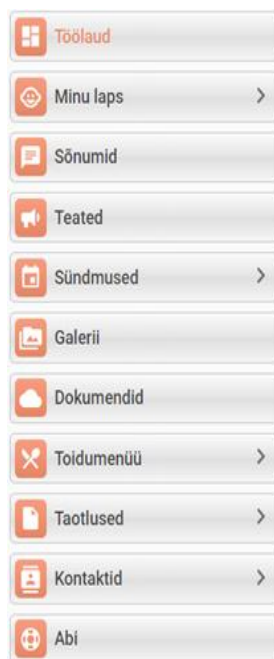 Töölaud
Minu laps
Sõnumid
Teated
Sündmused
Galerii
Dokumendid
Toidumenüü
Taotlused
Kontaktid
Abi